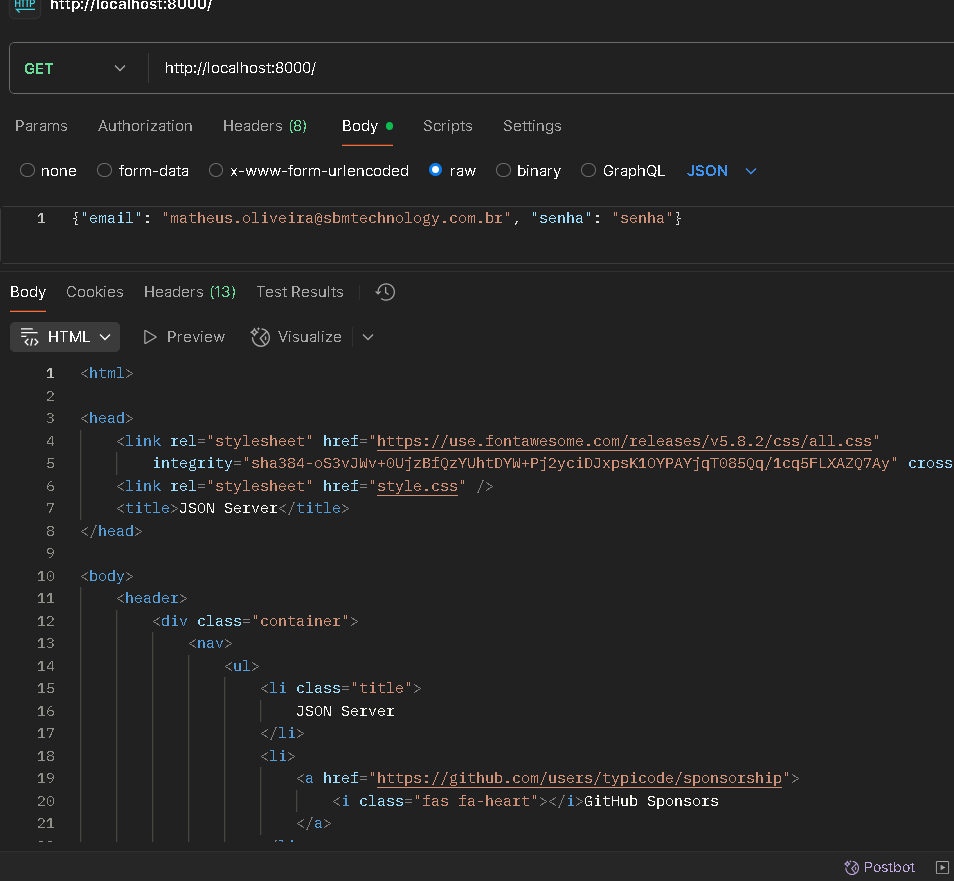 HTTP http://localhost:8000/
GET http://localhost:8000/
Params Authorization Headers (8) Body Scripts Settings
none form-data x-www-form-urlencoded raw binary GraphQL JSON
1 {"email": "matheus.oliveira@sbmtechnology.com.br", "senha": "senha"}
Body Cookies Headers (13) Test Results
HTML Preview Visualize
1 <html>
2
3 <head>
4 <link rel="stylesheet" href="https://use.fontawesome.com/releases/v5.8.2/css/all.css"
5 integrity="sha384-oS3vJWv+0UjzBfQzYUhtDYW+Pj2yciDJxpsK1OYPAYjqT085Qq/1cq5FLXAZQ7Ay" cross
6 <link rel="stylesheet" href="style.css" />
7 <title>JSON Server</title>
8 </head>
9
10 <body>
11 <header>
12 <div class="container">
13 <nav>
14 <ul>
15 <li class="title">
16 JSON Server
17 </li>
18 <li>
19 <a href="https://github.com/users/typicode/sponsorship">
20 <i class="fas fa-heart"></i>GitHub Sponsors
21 </a>
Postbot